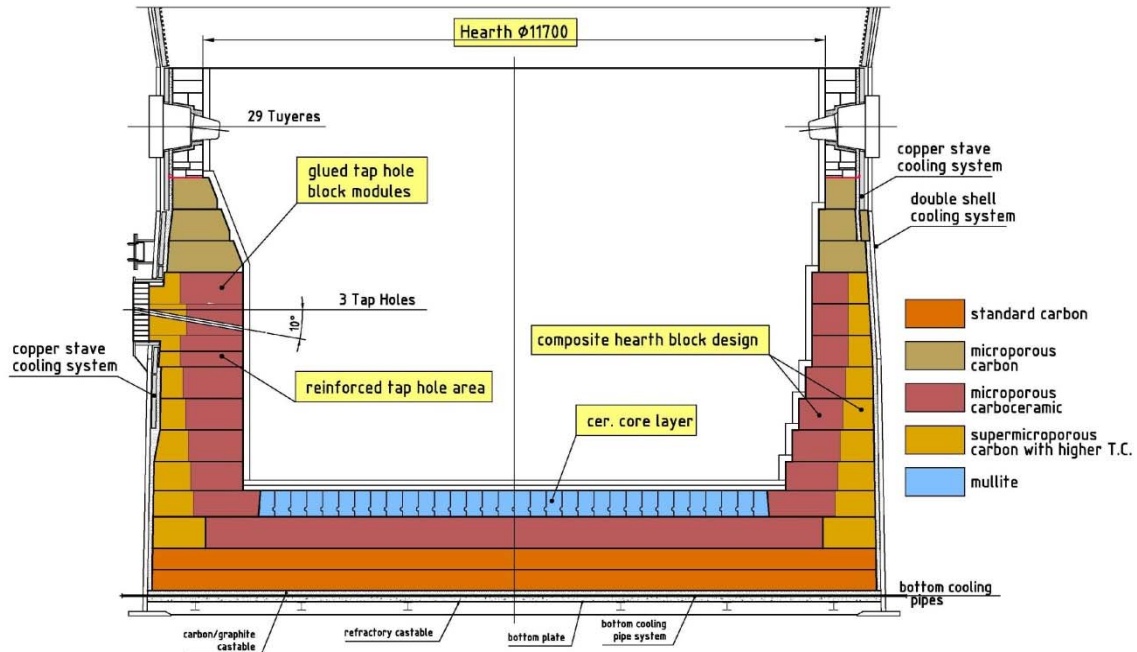 Hearth Φ11700
29 Tuyeres
glued tap hole
block modules
copper stave
cooling system
double shell
cooling system
3 Tap Holes
10°
copper stave
cooling system
reinforced tap hole area
composite hearth block design
cer. core layer
standard carbon
microporous
carbon
microporous
carboceramic
supermicroporous
carbon with higher T.C.
mullite
bottom cooling
pipes
carbon/graphite
castable
refractory castable
bottom plate
bottom cooling
pipe system